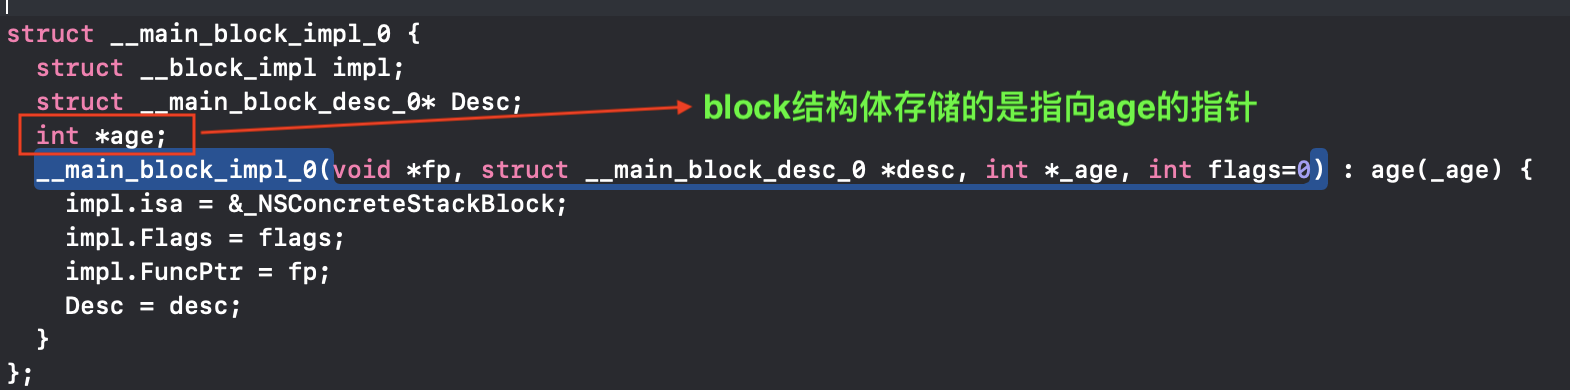 struct __main_block_impl_0 {
  struct __block_impl impl;
  struct __main_block_desc_0* Desc;
  int *age;
block结构体存储的是指向age的指针
  __main_block_impl_0(void *fp, struct __main_block_desc_0 *desc, int *_age, int flags=0) : age(_age) {
    impl.isa = &_NSConcreteStackBlock;
    impl.Flags = flags;
    impl.FuncPtr = fp;
    Desc = desc;
  }
};